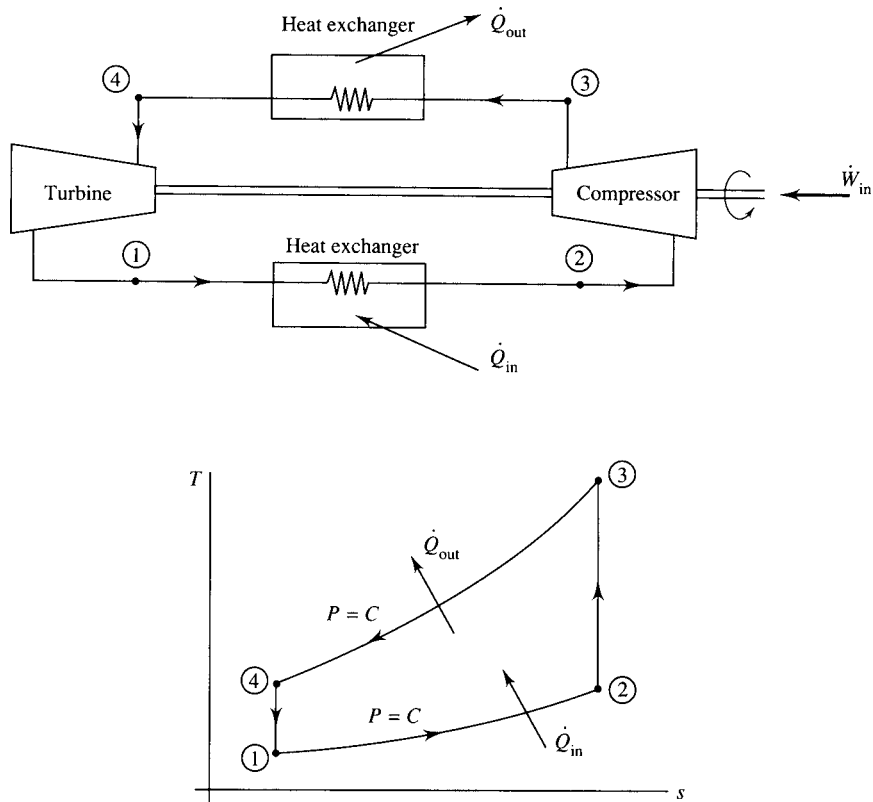 Heat exchanger
Q̇out
④
③
Turbine
Compressor
Ẇin
①
Heat exchanger
②
Q̇in
T
③
Q̇out
P = C
④
②
P = C
Q̇in
①
s